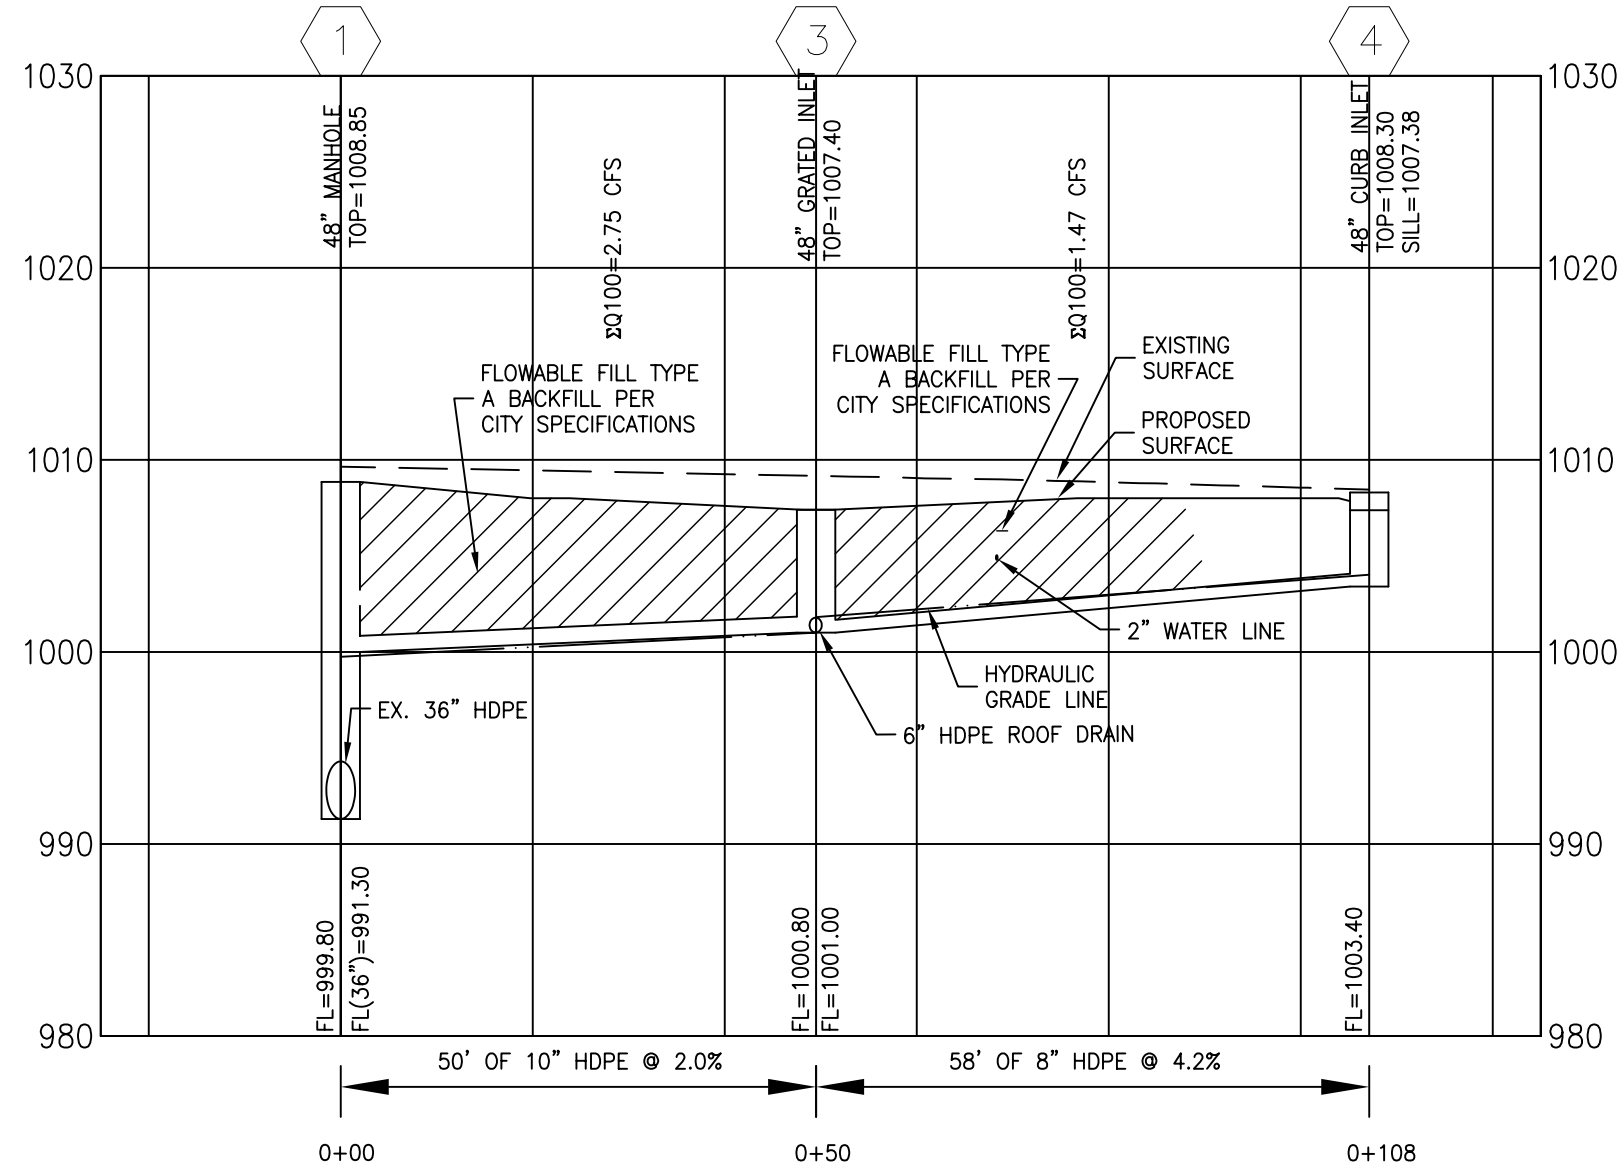 1
3
4
1030
1030
48" MANHOLE
TOP=1008.85
ΣQ100=2.75 CFS
48" GRATED INLET
TOP=1007.40
ΣQ100=1.47 CFS
48" CURB INLET
TOP=1008.30
SILL=1007.38
1020
1020
FLOWABLE FILL TYPE
A BACKFILL PER
CITY SPECIFICATIONS
FLOWABLE FILL TYPE
A BACKFILL PER
CITY SPECIFICATIONS
EXISTING
SURFACE
PROPOSED
SURFACE
1010
1010
2" WATER LINE
1000
1000
HYDRAULIC
GRADE LINE
EX. 36" HDPE
6" HDPE ROOF DRAIN
990
990
FL=999.80
FL(36")=991.30
FL=1000.80
FL=1001.00
FL=1003.40
980
980
50' OF 10" HDPE @ 2.0%
58' OF 8" HDPE @ 4.2%
0+00
0+50
0+108